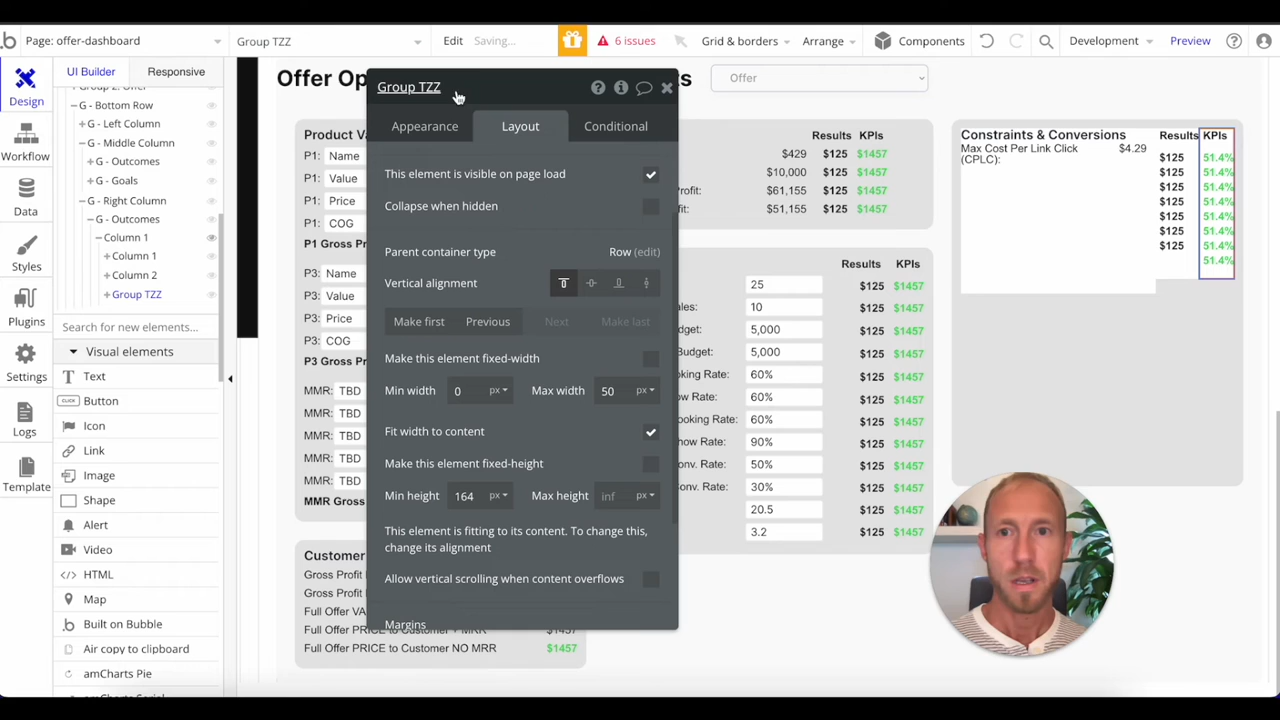 Page: offer-dashboard
Group TZZ
Edit
Saving...
6 issues
Grid & borders
Arrange
Components
Development
Preview
Design
Workflow
Data
Styles
Plugins
Settings
Logs
Template
UI Builder
Responsive
G - Bottom Row
G - Left Column
G - Middle Column
G - Outcomes
G - Goals
G - Right Column
G - Outcomes
Column 1
Column 1
Column 2
Group TZZ
Search for new elements...
Visual elements
Text
Button
Icon
Link
Image
Shape
Alert
Video
HTML
Map
Built on Bubble
Air copy to clipboard
amCharts Pie
Offer
Product Va
P1: Name
P1: Value
P1: Price
P1: COG
P1 Gross P
P3: Name
P3: Value
P3: Price
P3: COG
P3 Gross P
MMR: TBD
MMR: TBD
MMR: TBD
MMR: TBD
MMR: TBD
MMR Gross
Custome
Gross Profit
Gross Profit
Full Offer VA
Full Offer PRICE to Customer + MRR
Full Offer PRICE to Customer NO MRR $1457
Group TZZ
Appearance
Layout
Conditional
This element is visible on page load
Collapse when hidden
Parent container type Row (edit)
Vertical alignment
Make first Previous Next Make last
Make this element fixed-width
Min width 0 px Max width 50 px
Fit width to content
Make this element fixed-height
Min height 164 px Max height inf px
This element is fitting to its content. To change this,
change its alignment
Allow vertical scrolling when content overflows
Margins
Results KPIs
$429 $125 $1457
$10,000 $125 $1457
Profit: $61,155 $125 $1457
fit: $51,155 $125 $1457
Results KPIs
25 $125 $1457
ales: 10 $125 $1457
udget: 5,000 $125 $1457
Budget: 5,000 $125 $1457
oking Rate: 60% $125 $1457
ow Rate: 60% $125 $1457
ooking Rate: 60% $125 $1457
how Rate: 90% $125 $1457
Conv. Rate: 50% $125 $1457
Conv. Rate: 30% $125 $1457
20.5 $125 $1457
3.2 $125 $1457
Constraints & Conversions Results KPIs
Max Cost Per Link Click $4.29
(CPLC):
$125 51.4%
$125 51.4%
$125 51.4%
$125 51.4%
$125 51.4%
$125 51.4%
$125 51.4%
51.4%